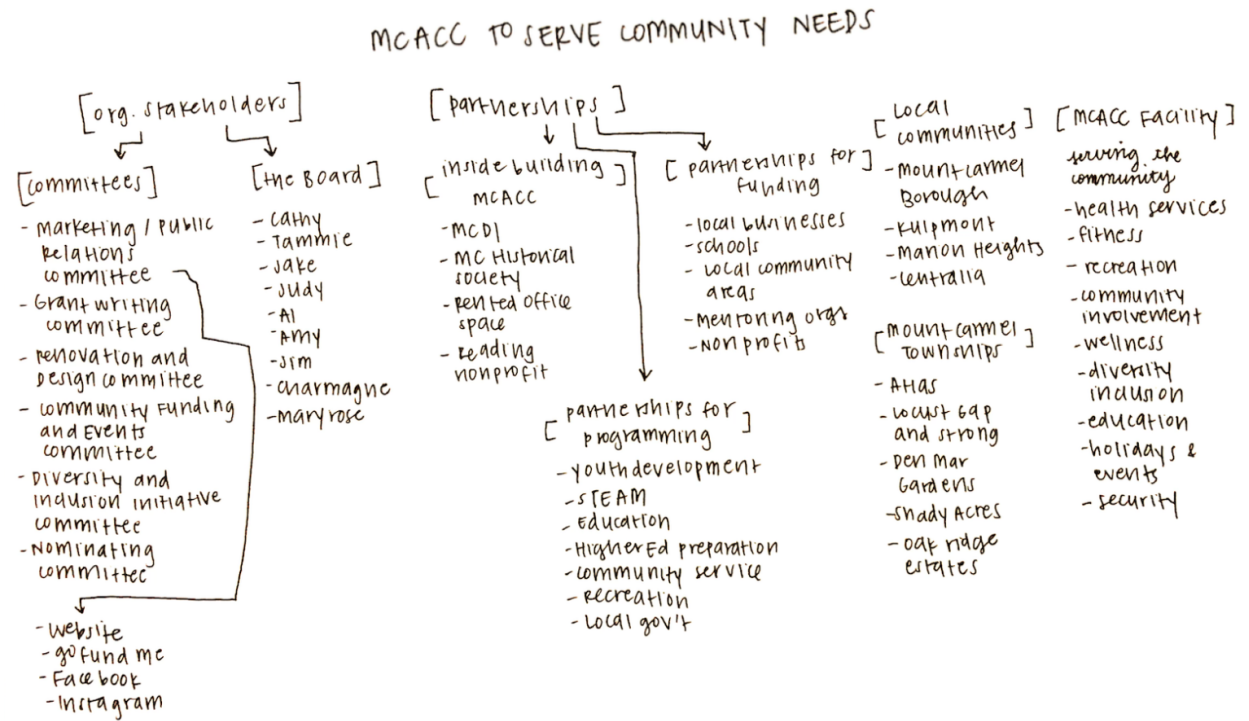 MCACC TO SERVE COMMUNITY NEEDS
[org. stakeholders]
[committees]
- marketing / public
relations
committee
- Grant writing
committee
- renovation and
design committee
- community funding
and Events
committee
- Diversity and
inclusion initiative
committee
- Nominating
committee
- website
- go fund me
- Facebook
- Instagram
[the Board]
- Cathy
- Tammie
- Jake
- Judy
- Al
- Amy
- Jim
- Charmagne
- maryrose
[partnerships]
[inside building
MCACC]
- MCDI
- MC Historical
society
- Rented office
space
- Reading
nonprofit
[partnerships for
programming]
- youth development
- STEAM
- Education
- Higher Ed preparation
- community service
- Recreation
- Local gov't
[partnerships for
funding]
- local businesses
- schools
- Local community
areas
- Mentoring orgs
- Nonprofits
[Local
communities]
- Mount Carmel
Borough
- Kulpmont
- Marion Heights
- Centralia
[Mount Carmel
Townships]
- Atlas
- Locust Gap
and Strong
- Den Mar
Gardens
- Shady Acres
- Oak ridge
estates
[MCACC Facility]
serving the
community
- health services
- fitness
- recreation
- community
involvement
- wellness
- diversity
inclusion
- education
- holidays &
events
- security